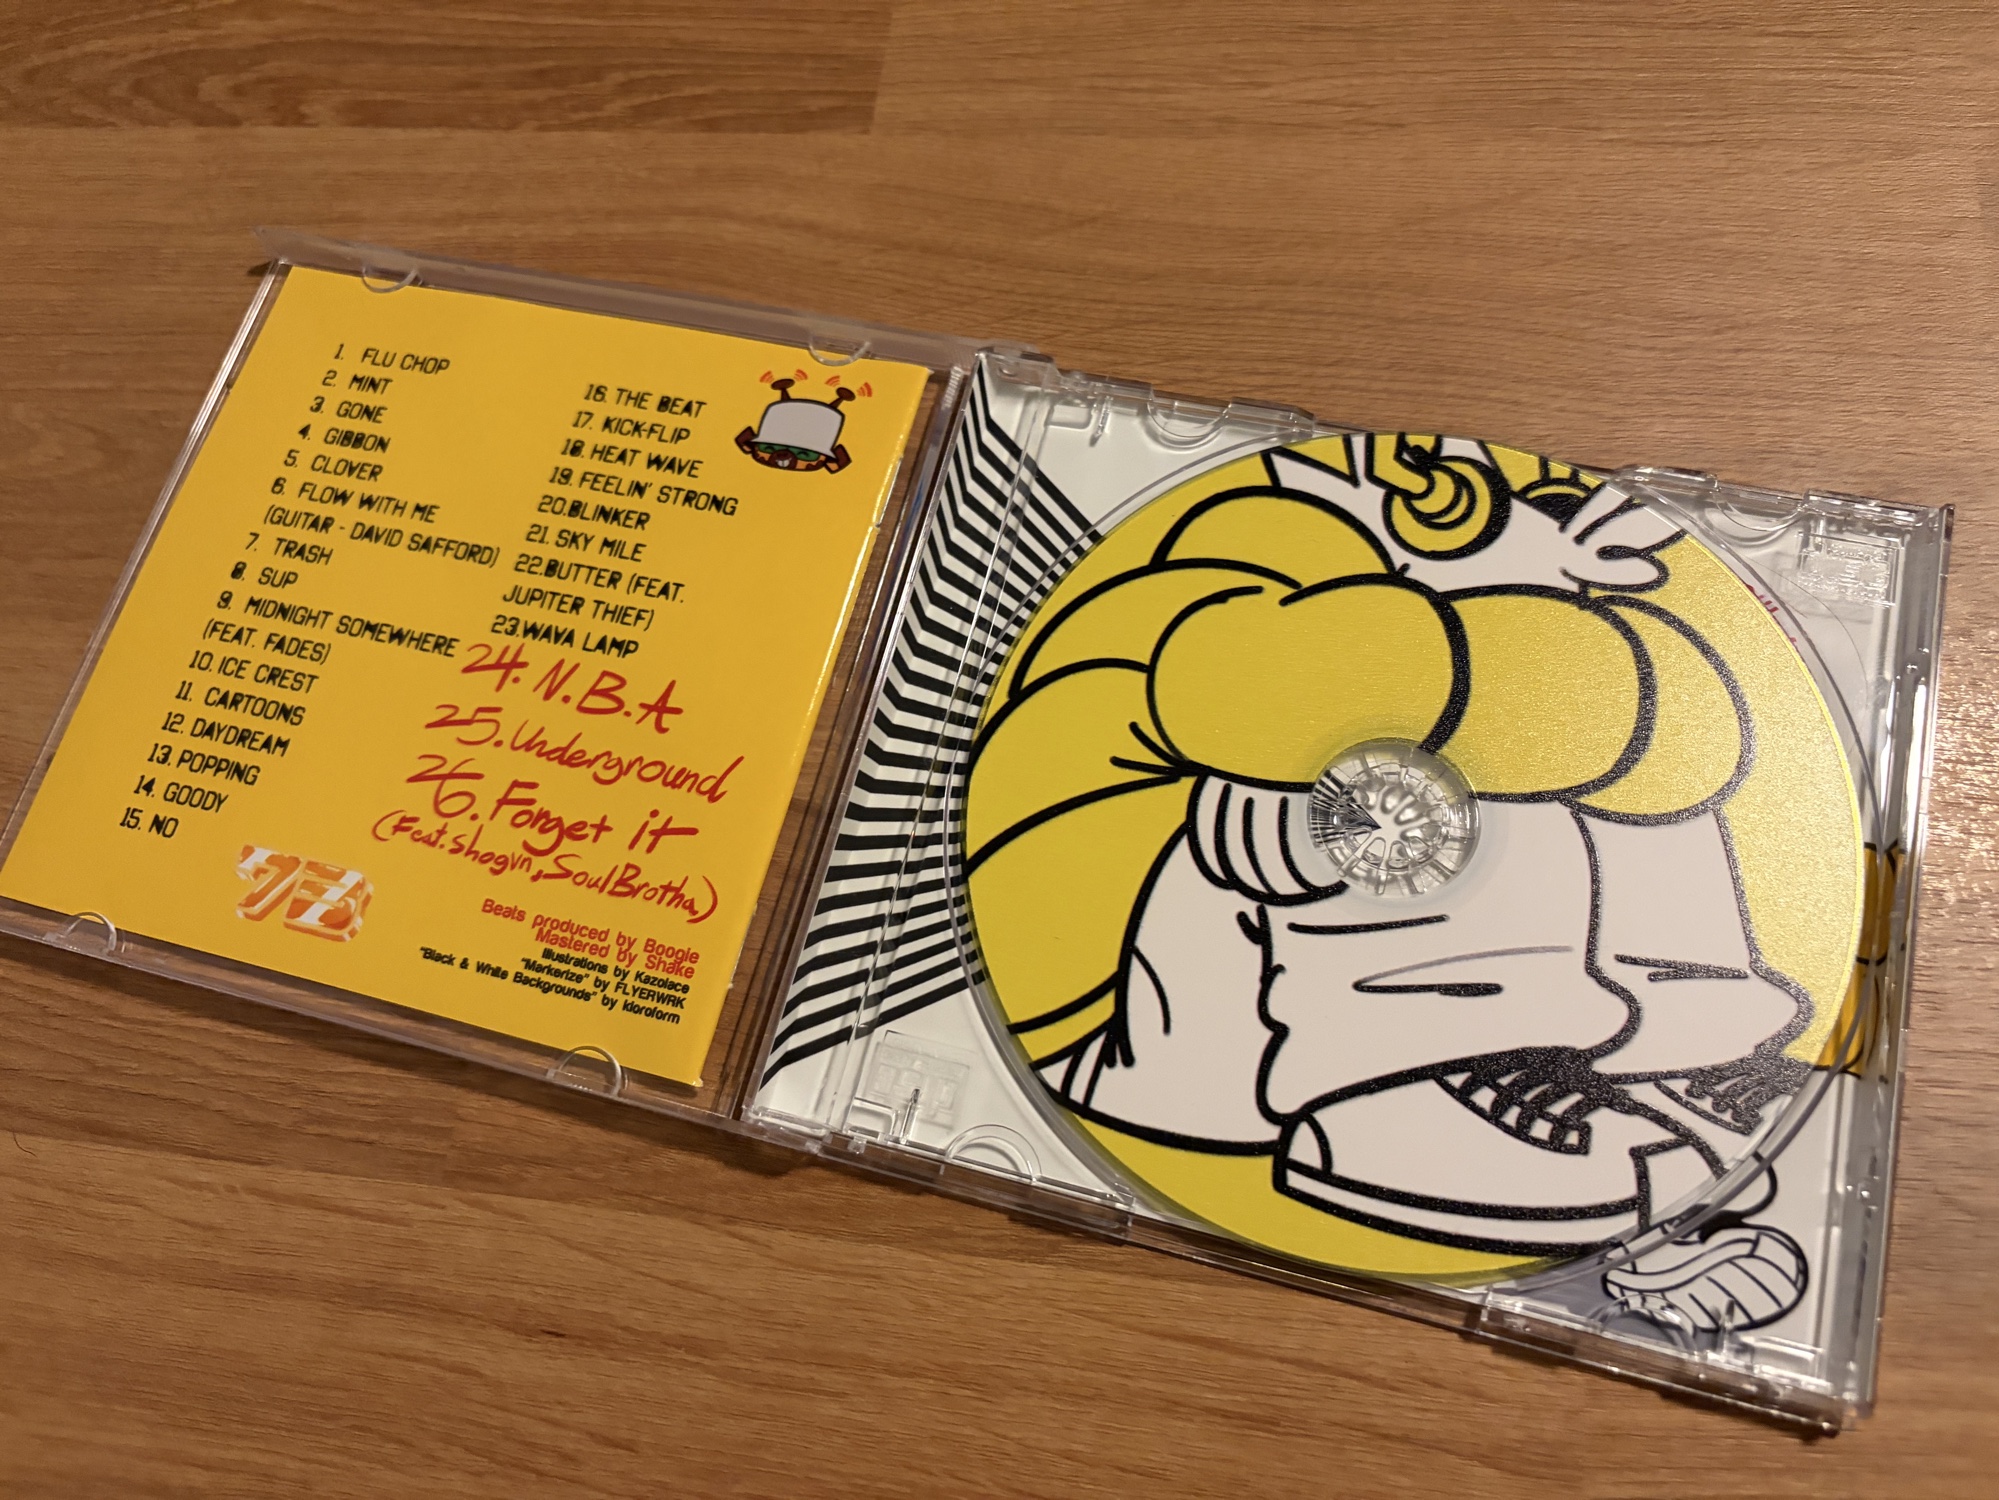 1. FLU CHOP
2. MINT
3. GONE
4. GIBBON
5. CLOVER
6. FLOW WITH ME
(GUITAR - DAVID SAFFORD)
7. TRASH
8. SUP
9. MIDNIGHT SOMEWHERE
(FEAT. FADES)
10. ICE CREST
11. CARTOONS
12. DAYDREAM
13. POPPING
14. GOODY
15. NO
16. THE BEAT
17. KICK-FLIP
18. HEAT WAVE
19. FEELIN' STRONG
20. BLINKER
21. SKY MILE
22. BUTTER (FEAT.
JUPITER THIEF)
23. WAVA LAMP
24. N.B.A
25. Underground
26. Forget it
(Feat. Shogun, SoulBrotha,)
Beats produced by Boogie
Mastered by Shake
Illustrations by Kazolace
"Markerize" by FLYERWRK
"Black & White Backgrounds" by kloroform